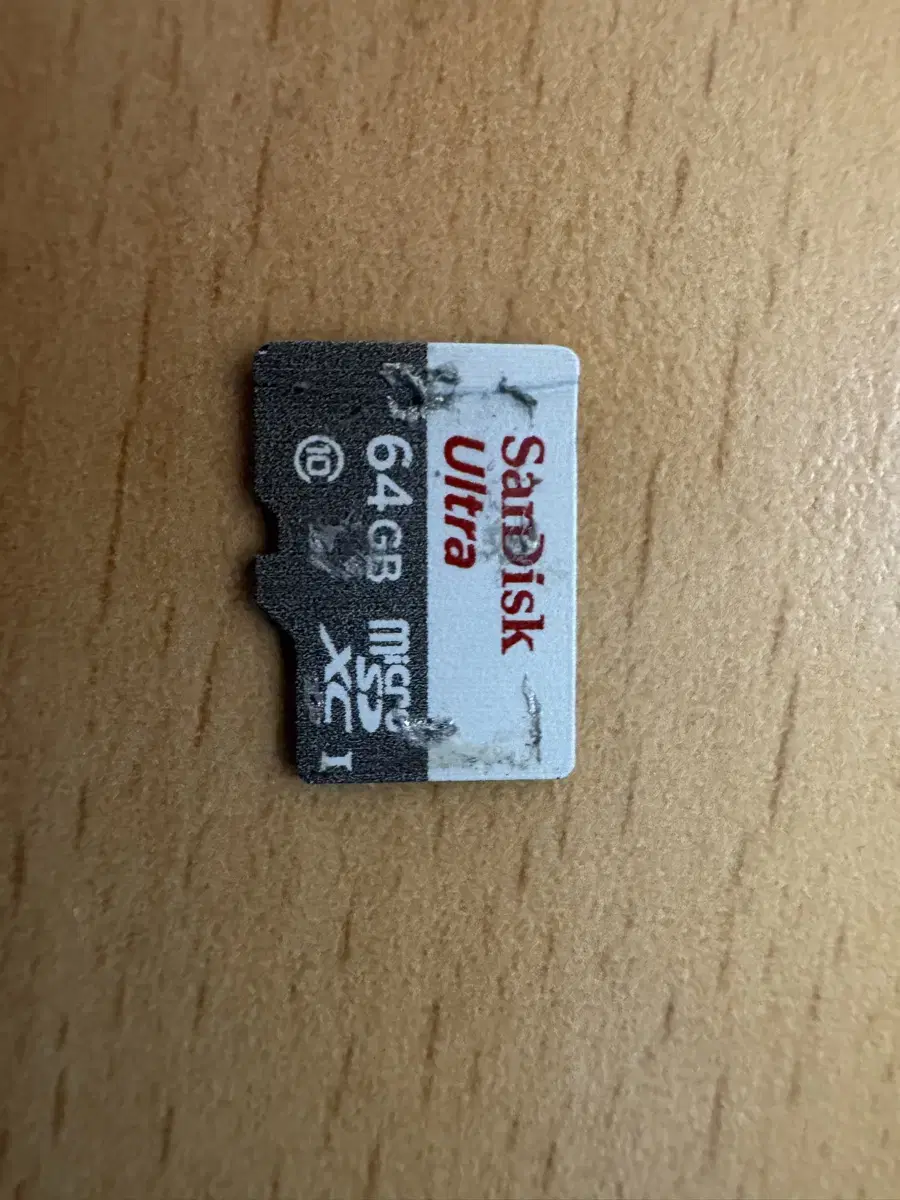 SanDisk
Ultra
64GB
micro
SD
XC I
10